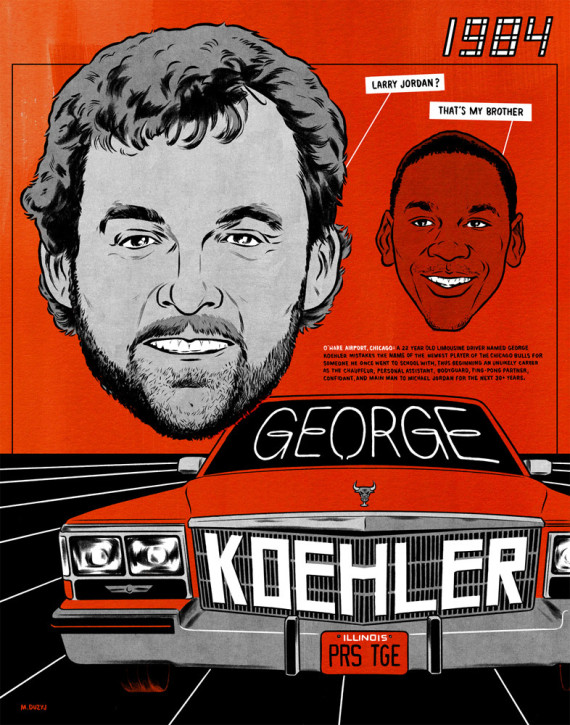 1984
LARRY JORDAN?
THAT'S MY BROTHER
O'HARE AIRPORT, CHICAGO: A 22 YEAR OLD LIMOUSINE DRIVER NAMED GEORGE
KOEHLER MISTAKES THE NAME OF THE NEWEST PLAYER OF THE CHICAGO BULLS FOR
SOMEONE HE ONCE WENT TO SCHOOL WITH, THUS BEGINNING AN UNLIKELY CAREER
AS THE CHAUFFEUR, PERSONAL ASSISTANT, BODYGUARD, PING-PONG PARTNER,
CONFIDANT, AND MAIN MAN TO MICHAEL JORDAN FOR THE NEXT 30+ YEARS.
GEORGE
KOEHLER
ILLINOIS
PRS TGE
M.DUZYJ